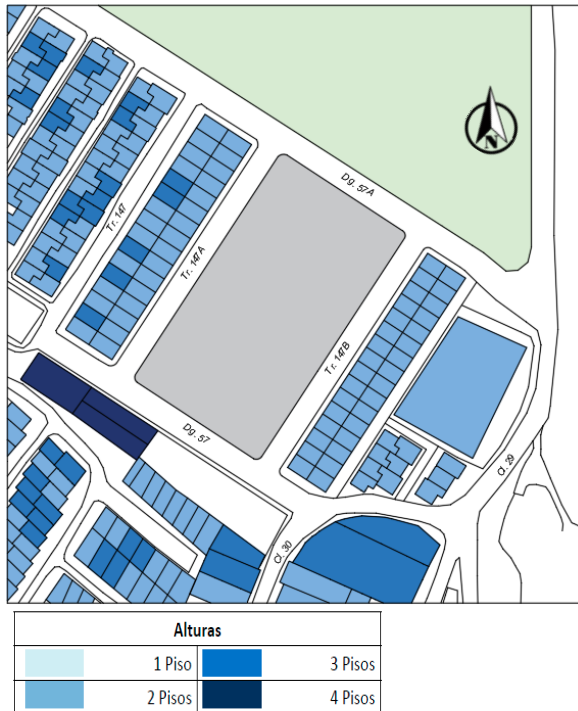 Dg. 57A
N
Tr. 147
Tr. 147A
Tr. 147B
Dg. 57
Cl. 29
Cl. 30
Alturas
1 Piso 3 Pisos
2 Pisos 4 Pisos